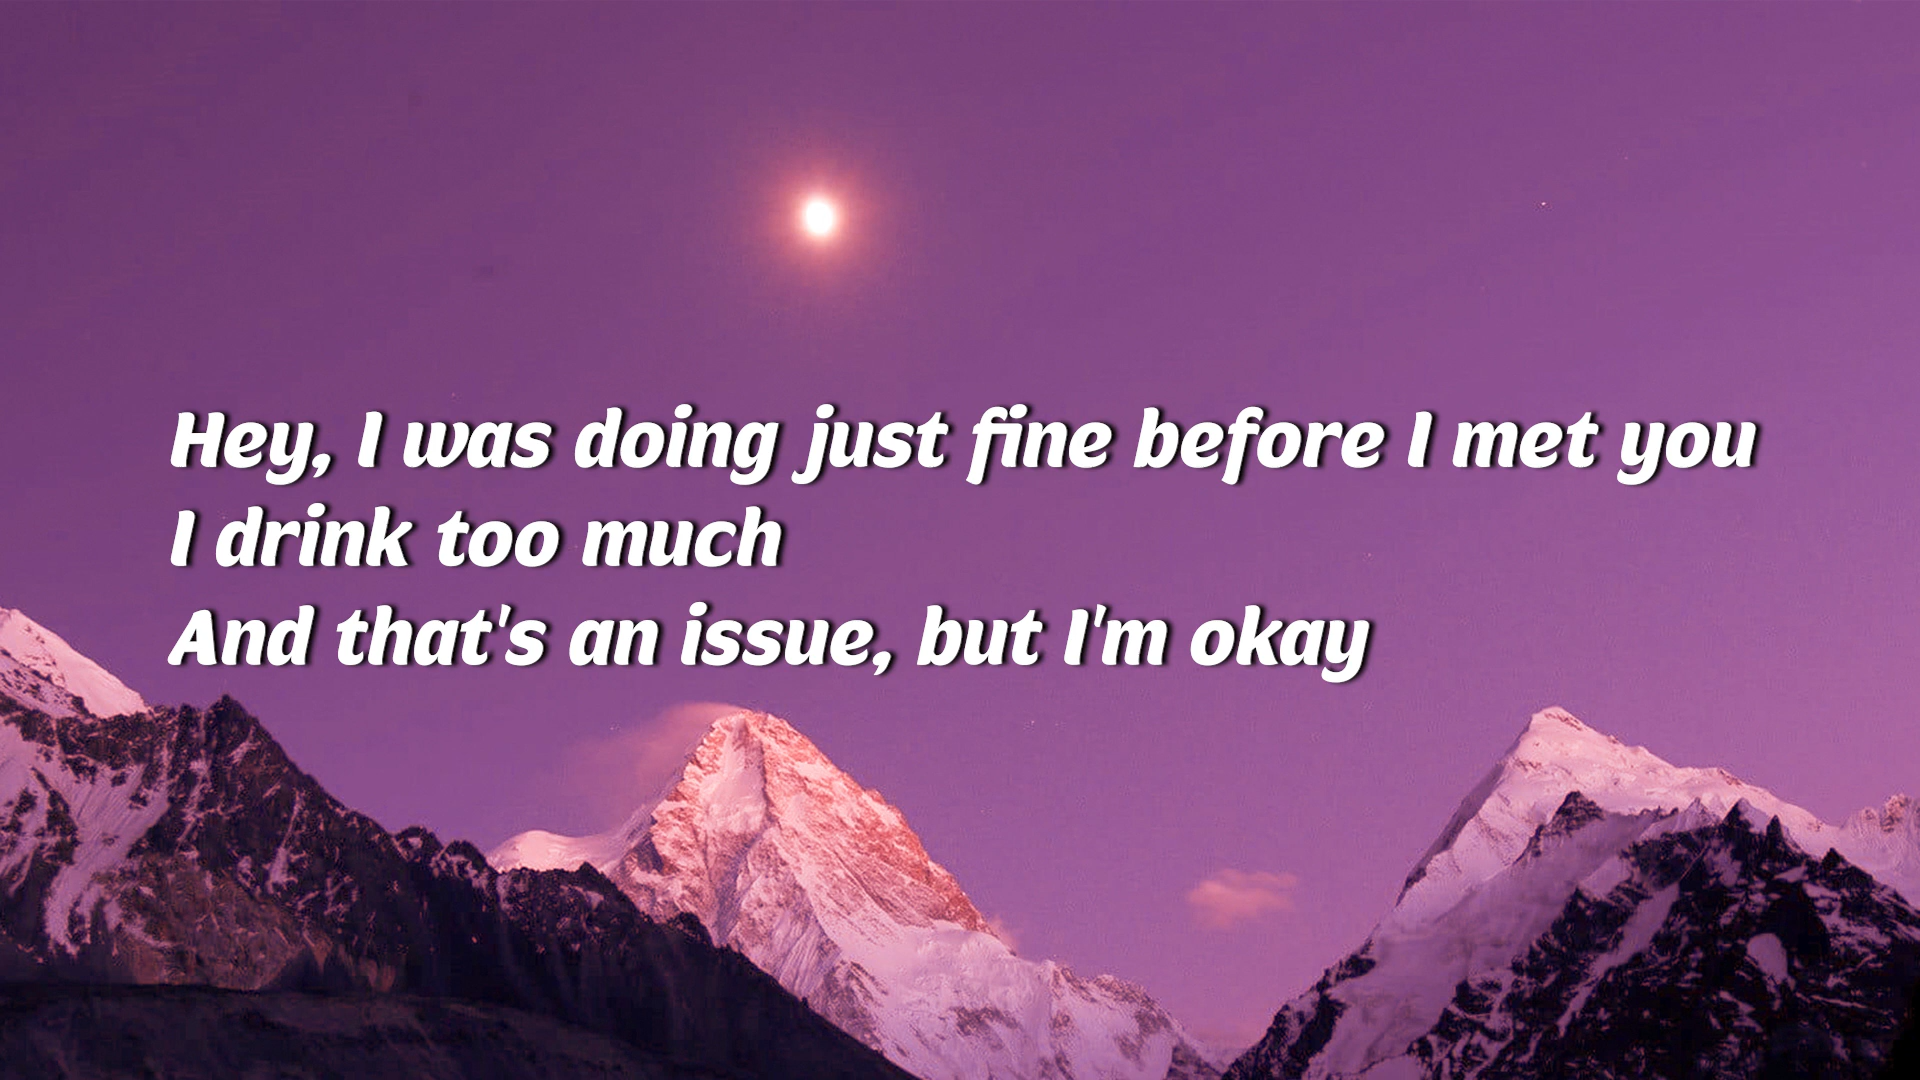 Hey, I was doing just fine before I met you
I drink too much
And that's an issue, but I'm okay